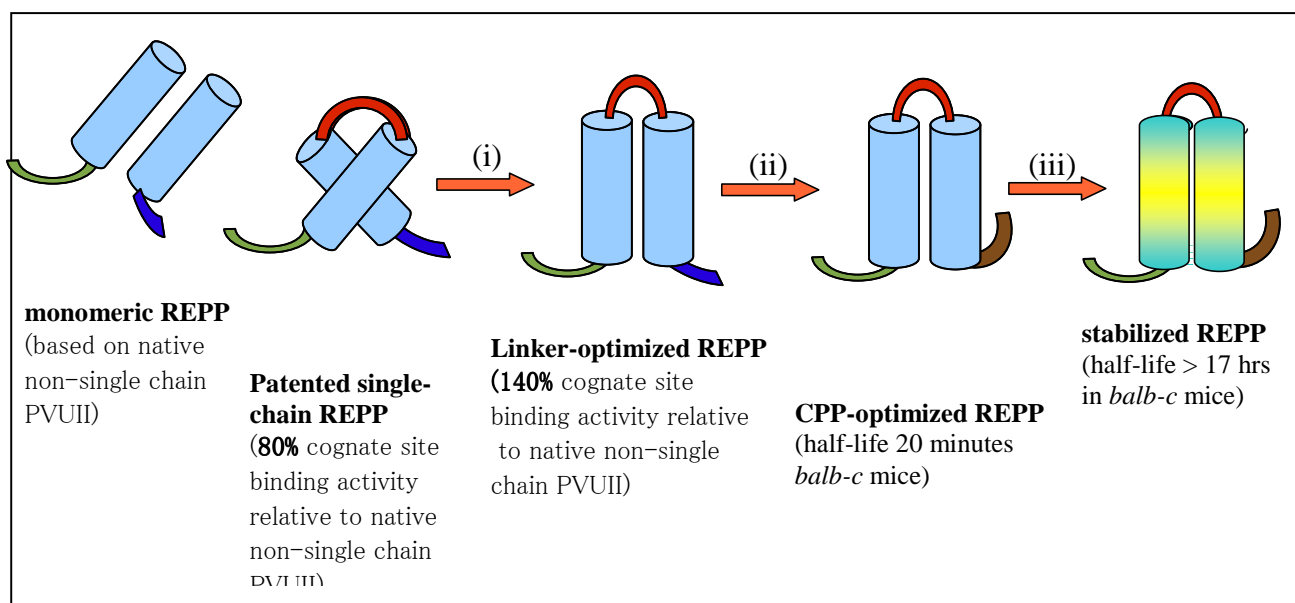 (i)
(ii)
(iii)
monomeric REPP
(based on native
non-single chain
PVUII)
Patented single-
chain REPP
(80% cognate site
binding activity
relative to native
non-single chain
PVUII)
Linker-optimized REPP
(140% cognate site
binding activity relative
to native non-single
chain PVUII)
CPP-optimized REPP
(half-life 20 minutes
balb-c mice)
stabilized REPP
(half-life > 17 hrs
in balb-c mice)